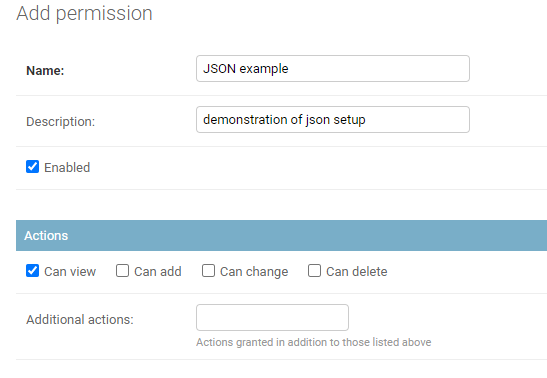 Add permission
Name:
JSON example
Description:
demonstration of json setup
Enabled
Actions
Can view Can add Can change Can delete
Additional actions:
Actions granted in addition to those listed above